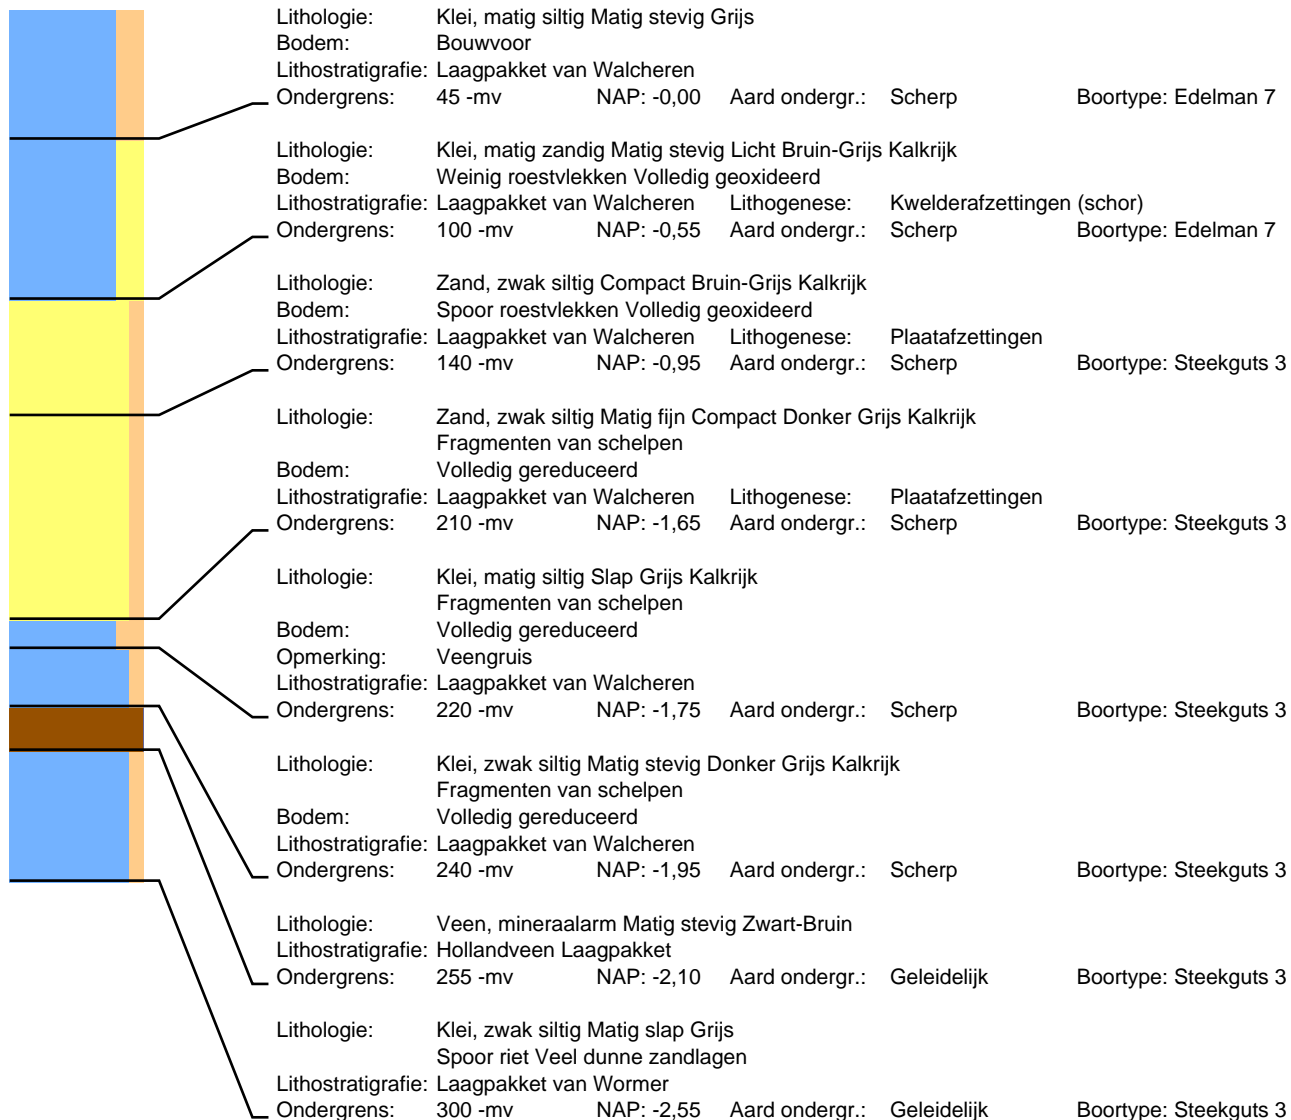 Lithologie: Klei, matig siltig Matig stevig Grijs
Bodem: Bouwvoor
Lithostratigrafie: Laagpakket van Walcheren
Ondergrens: 45 -mv NAP: -0,00 Aard ondergr.: Scherp Boortype: Edelman 7
Lithologie: Klei, matig zandig Matig stevig Licht Bruin-Grijs Kalkrijk
Bodem: Weinig roestvlekken Volledig geoxideerd
Lithostratigrafie: Laagpakket van Walcheren Lithogenese: Kwelderafzettingen (schor)
Ondergrens: 100 -mv NAP: -0,55 Aard ondergr.: Scherp Boortype: Edelman 7
Lithologie: Zand, zwak siltig Compact Bruin-Grijs Kalkrijk
Bodem: Spoor roestvlekken Volledig geoxideerd
Lithostratigrafie: Laagpakket van Walcheren Lithogenese: Plaatafzettingen
Ondergrens: 140 -mv NAP: -0,95 Aard ondergr.: Scherp Boortype: Steekguts 3
Lithologie: Zand, zwak siltig Matig fijn Compact Donker Grijs Kalkrijk
Fragmenten van schelpen
Bodem: Volledig gereduceerd
Lithostratigrafie: Laagpakket van Walcheren Lithogenese: Plaatafzettingen
Ondergrens: 210 -mv NAP: -1,65 Aard ondergr.: Scherp Boortype: Steekguts 3
Lithologie: Klei, matig siltig Slap Grijs Kalkrijk
Fragmenten van schelpen
Bodem: Volledig gereduceerd
Opmerking: Veengruis
Lithostratigrafie: Laagpakket van Walcheren
Ondergrens: 220 -mv NAP: -1,75 Aard ondergr.: Scherp Boortype: Steekguts 3
Lithologie: Klei, zwak siltig Matig stevig Donker Grijs Kalkrijk
Fragmenten van schelpen
Bodem: Volledig gereduceerd
Lithostratigrafie: Laagpakket van Walcheren
Ondergrens: 240 -mv NAP: -1,95 Aard ondergr.: Scherp Boortype: Steekguts 3
Lithologie: Veen, mineraalarm Matig stevig Zwart-Bruin
Lithostratigrafie: Hollandveen Laagpakket
Ondergrens: 255 -mv NAP: -2,10 Aard ondergr.: Geleidelijk Boortype: Steekguts 3
Lithologie: Klei, zwak siltig Matig slap Grijs
Spoor riet Veel dunne zandlagen
Lithostratigrafie: Laagpakket van Wormer
Ondergrens: 300 -mv NAP: -2,55 Aard ondergr.: Geleidelijk Boortype: Steekguts 3